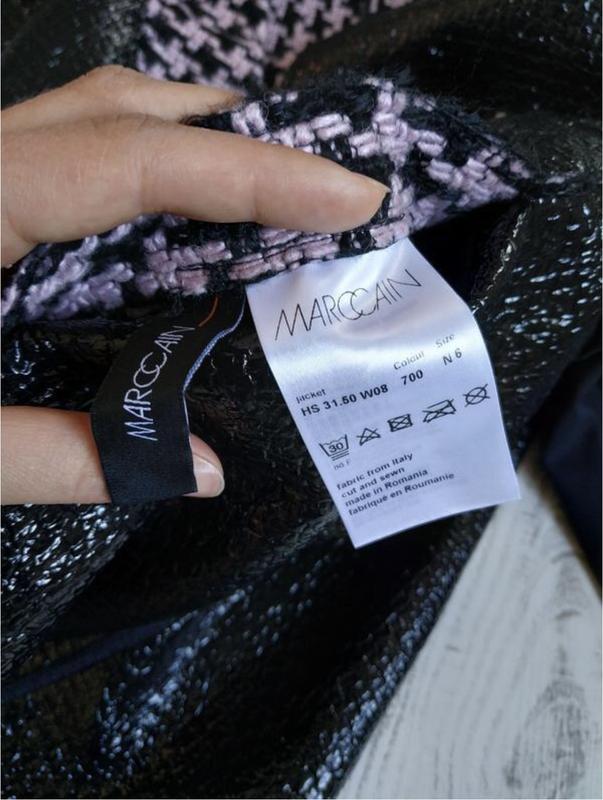 MARCCAIN
MARCCAIN
jacket Colour Size
HS 31.50 W08 700 N 6
30
fabric from Italy
cut and sewn
made in Romania
fabriqué en Roumanie